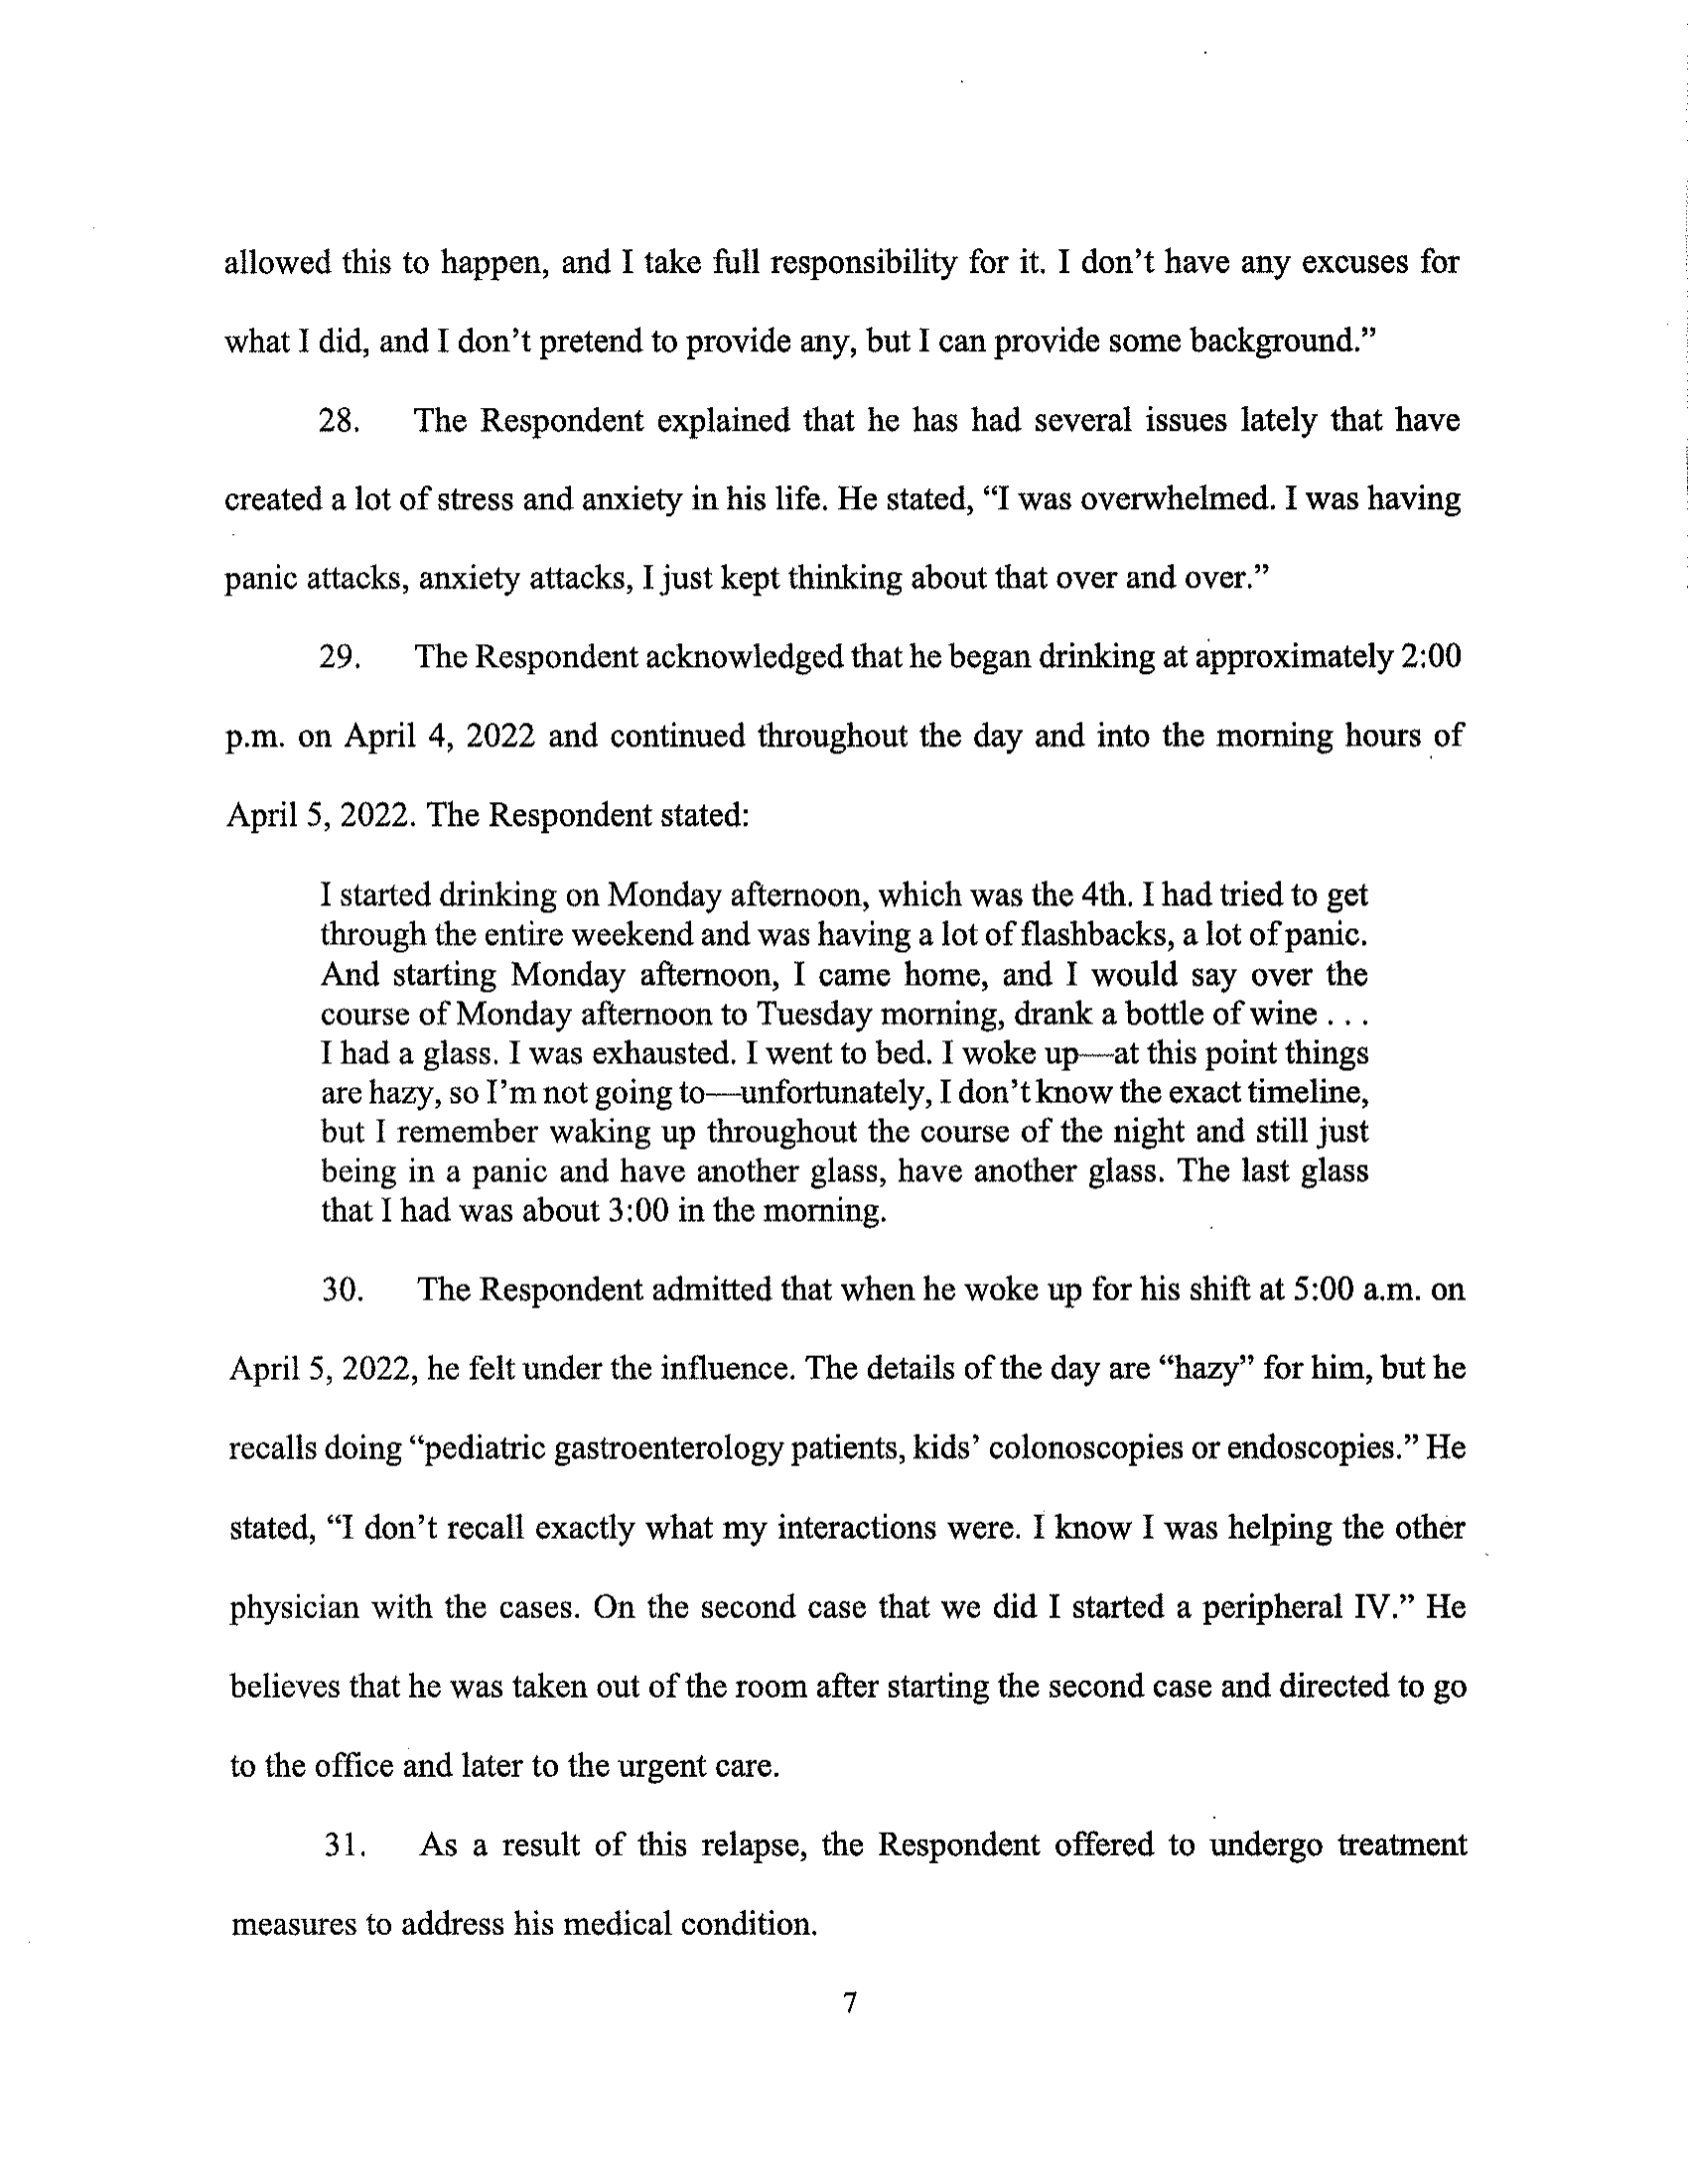 allowed this to happen, and I take full responsibility for it. I don’t have any excuses for
what I did, and I don’t pretend to provide any, but I can provide some background.”
28. The Respondent explained that he has had several issues lately that have
created a lot of stress and anxiety in his life. He stated, “I was overwhelmed. I was having
panic attacks, anxiety attacks, I just kept thinking about that over and over.”
29. The Respondent acknowledged that he began drinking at approximately 2:00
p.m. on April 4, 2022 and continued throughout the day and into the morning hours of
April 5, 2022. The Respondent stated:
I started drinking on Monday afternoon, which was the 4th. I had tried to get
through the entire weekend and was having a lot of flashbacks, a lot of panic.
And starting Monday afternoon, I came home, and I would say over the
course of Monday afternoon to Tuesday morning, drank a bottle of wine . . .
I had a glass. I was exhausted. I went to bed. I woke up—at this point things
are hazy, so I’m not going to—unfortunately, I don’t know the exact timeline,
but I remember waking up throughout the course of the night and still just
being in a panic and have another glass, have another glass. The last glass
that I had was about 3:00 in the morning.
30. The Respondent admitted that when he woke up for his shift at 5:00 a.m. on
April 5, 2022, he felt under the influence. The details of the day are “hazy” for him, but he
recalls doing “pediatric gastroenterology patients, kids’ colonoscopies or endoscopies.” He
stated, “I don’t recall exactly what my interactions were. I know I was helping the other
physician with the cases. On the second case that we did I started a peripheral IV.” He
believes that he was taken out of the room after starting the second case and directed to go
to the office and later to the urgent care.
31. As a result of this relapse, the Respondent offered to undergo treatment
measures to address his medical condition.
7